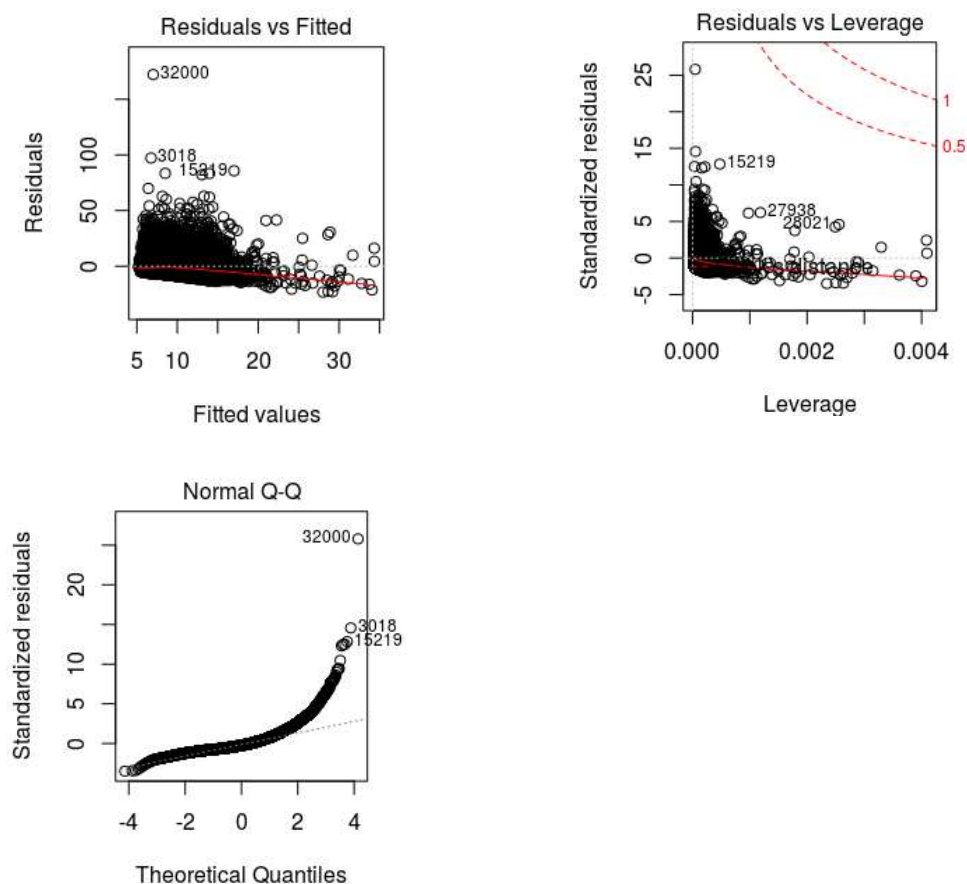 Residuals vs Fitted
Residuals
100
50
0
32000
3018
15219
5 10 20 30
Fitted values
Residuals vs Leverage
Standardized residuals
25
15
5
0
-5
15219
27938
28021
1
0.5
0.000 0.002 0.004
Leverage
Normal Q-Q
Standardized residuals
20
10
5
0
32000
3018
15219
-4 -2 0 2 4
Theoretical Quantiles